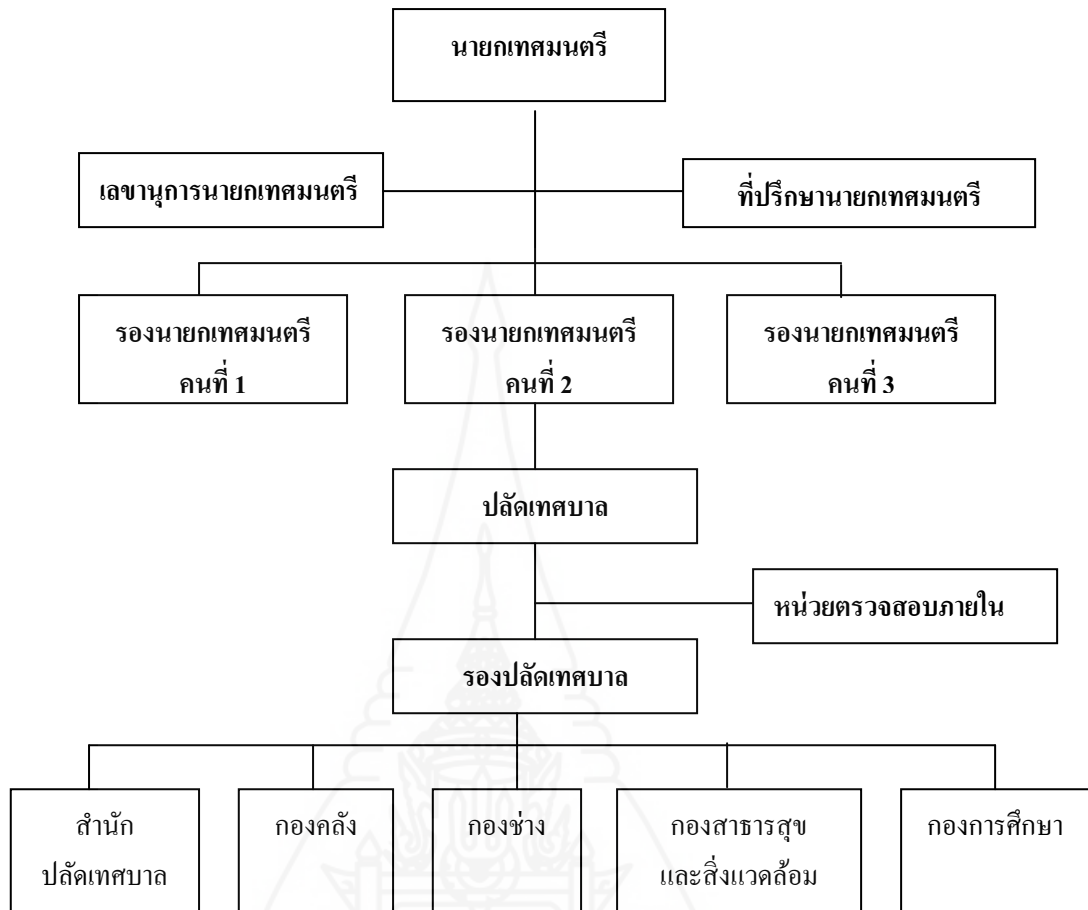 นายกเทศมนตรี
เลขานุการนายกเทศมนตรี
ที่ปรึกษานายกเทศมนตรี
รองนายกเทศมนตรี
คนที่ 1
รองนายกเทศมนตรี
คนที่ 2
รองนายกเทศมนตรี
คนที่ 3
ปลัดเทศบาล
หน่วยตรวจสอบภายใน
รองปลัดเทศบาล
สำนัก
ปลัดเทศบาล
กองคลัง
กองช่าง
กองสาธารสุข
และสิ่งแวดล้อม
กองการศึกษา